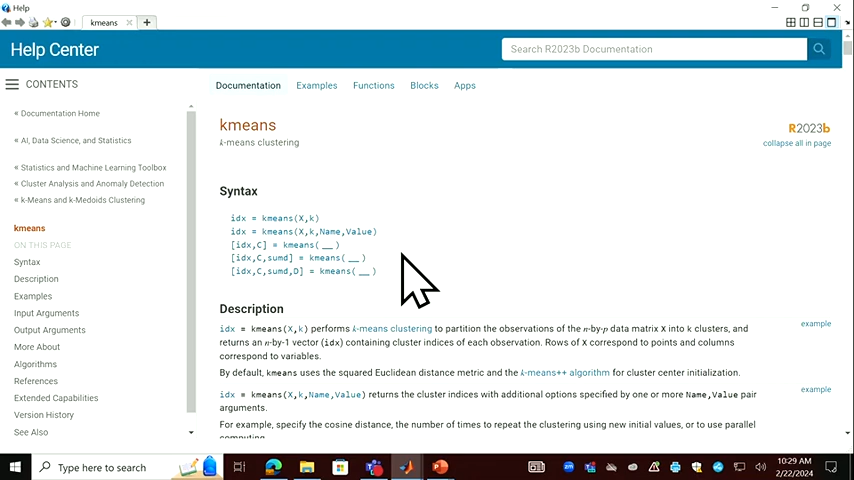 Help
kmeans
Help Center
Search R2023b Documentation
CONTENTS
Documentation Examples Functions Blocks Apps
« Documentation Home
« AI, Data Science, and Statistics
« Statistics and Machine Learning Toolbox
« Cluster Analysis and Anomaly Detection
« k-Means and k-Medoids Clustering
kmeans
ON THIS PAGE
Syntax
Description
Examples
Input Arguments
Output Arguments
More About
Algorithms
References
Extended Capabilities
Version History
See Also
kmeans
k-means clustering
R2023b
collapse all in page
Syntax
idx = kmeans(X,k)
idx = kmeans(X,k,Name,Value)
[idx,C] = kmeans( __ )
[idx,C,sumd] = kmeans( __ )
[idx,C,sumd,D] = kmeans( __ )
Description
idx = kmeans(X,k) performs k-means clustering to partition the observations of the n-by-p data matrix X into k clusters, and
returns an n-by-1 vector (idx) containing cluster indices of each observation. Rows of X correspond to points and columns
correspond to variables.
example
By default, kmeans uses the squared Euclidean distance metric and the k-means++ algorithm for cluster center initialization.
idx = kmeans(X,k,Name,Value) returns the cluster indices with additional options specified by one or more Name,Value pair
arguments.
example
For example, specify the cosine distance, the number of times to repeat the clustering using new initial values, or to use parallel
computing.
Type here to search
10:29 AM
2/22/2024